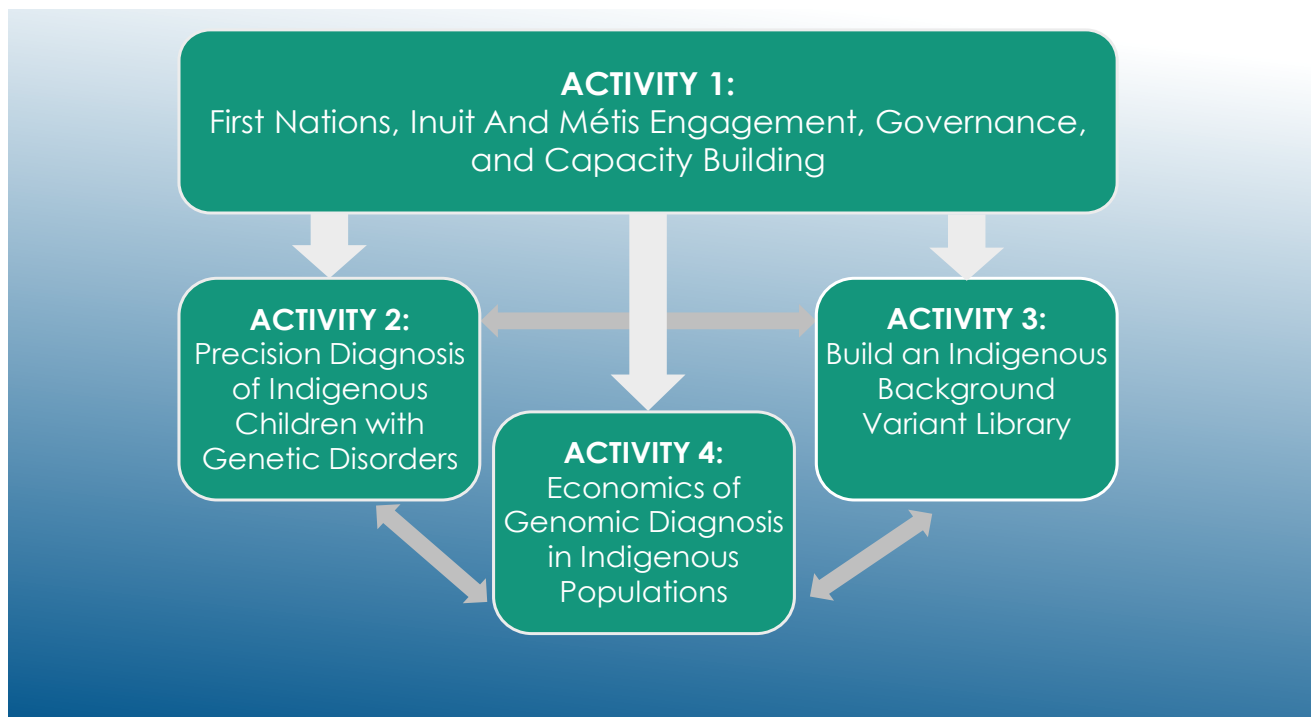 ACTIVITY 1:
First Nations, Inuit And Métis Engagement, Governance,
and Capacity Building
ACTIVITY 2:
Precision Diagnosis
of Indigenous
Children with
Genetic Disorders
ACTIVITY 3:
Build an Indigenous
Background
Variant Library
ACTIVITY 4:
Economics of
Genomic Diagnosis
in Indigenous
Populations